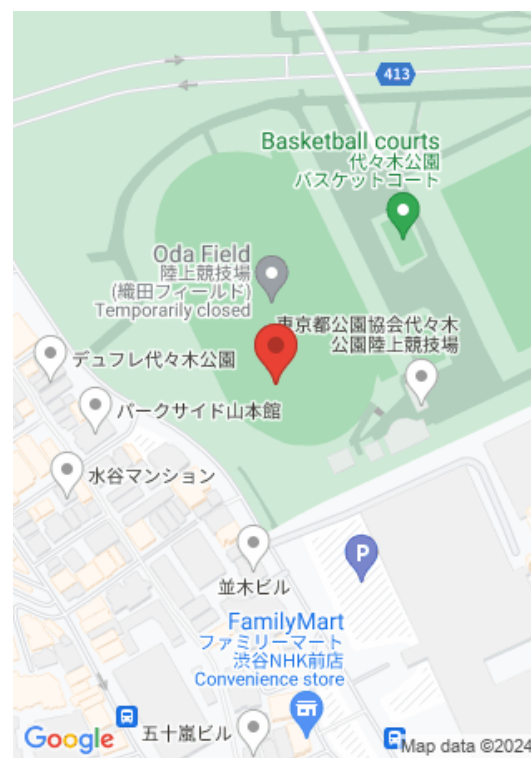 413
Basketball courts
代々木公園
バスケットコート
Oda Field
陸上競技場
(織田フィールド)
Temporarily closed
東京都公園協会代々木
公園陸上競技場
デュフレ代々木公園
パークサイド山本館
水谷マンション
P
並木ビル
FamilyMart
ファミリーマート
渋谷NHK前店
Convenience store
五十嵐ビル
Google
Map data ©2024